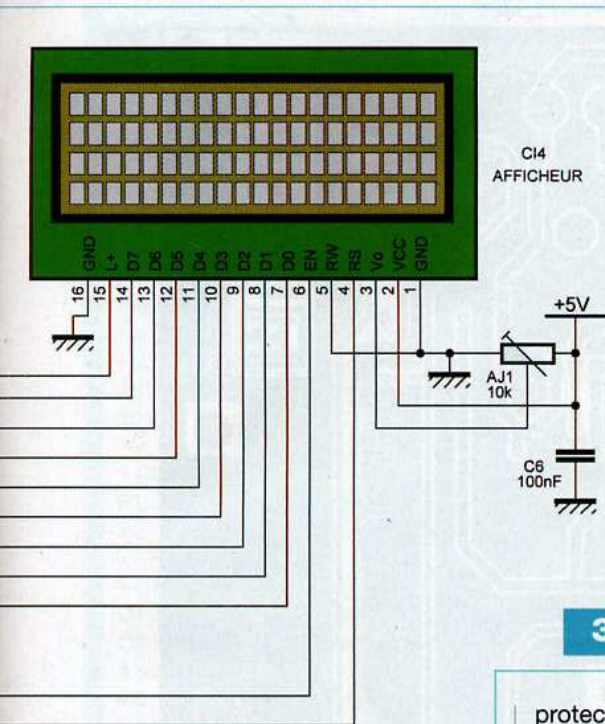 CI4
AFFICHEUR
GND
L+
D7
D6
D5
D4
D3
D2
D1
D0
EN
RW
RS
Vo
VCC
GND
16
15
14
13
12
11
10
9
8
7
6
5
4
3
2
1
+5V
AJ1
10k
C6
100nF
3
protec